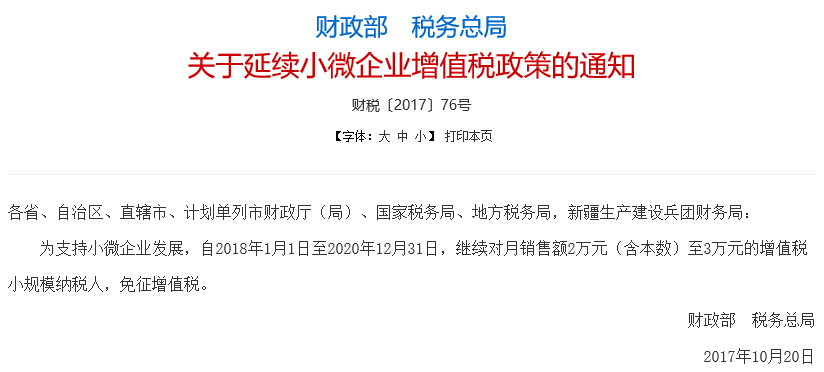 财政部　税务总局
关于延续小微企业增值税政策的通知
财税〔2017〕76号
【字体：大 中 小】 打印本页
各省、自治区、直辖市、计划单列市财政厅（局）、国家税务局、地方税务局，新疆生产建设兵团财务局：
为支持小微企业发展，自2018年1月1日至2020年12月31日，继续对月销售额2万元（含本数）至3万元的增值税
小规模纳税人，免征增值税。
财政部　税务总局
2017年10月20日